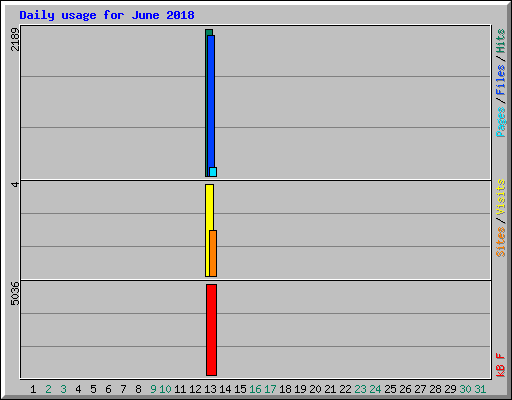 Daily usage for June 2018
2189
Pages/Files/Hits
4
Sites/Visits
5036
kB F
1 2 3 4 5 6 7 8 9 10 11 12 13 14 15 16 17 18 19 20 21 22 23 24 25 26 27 28 29 30 31